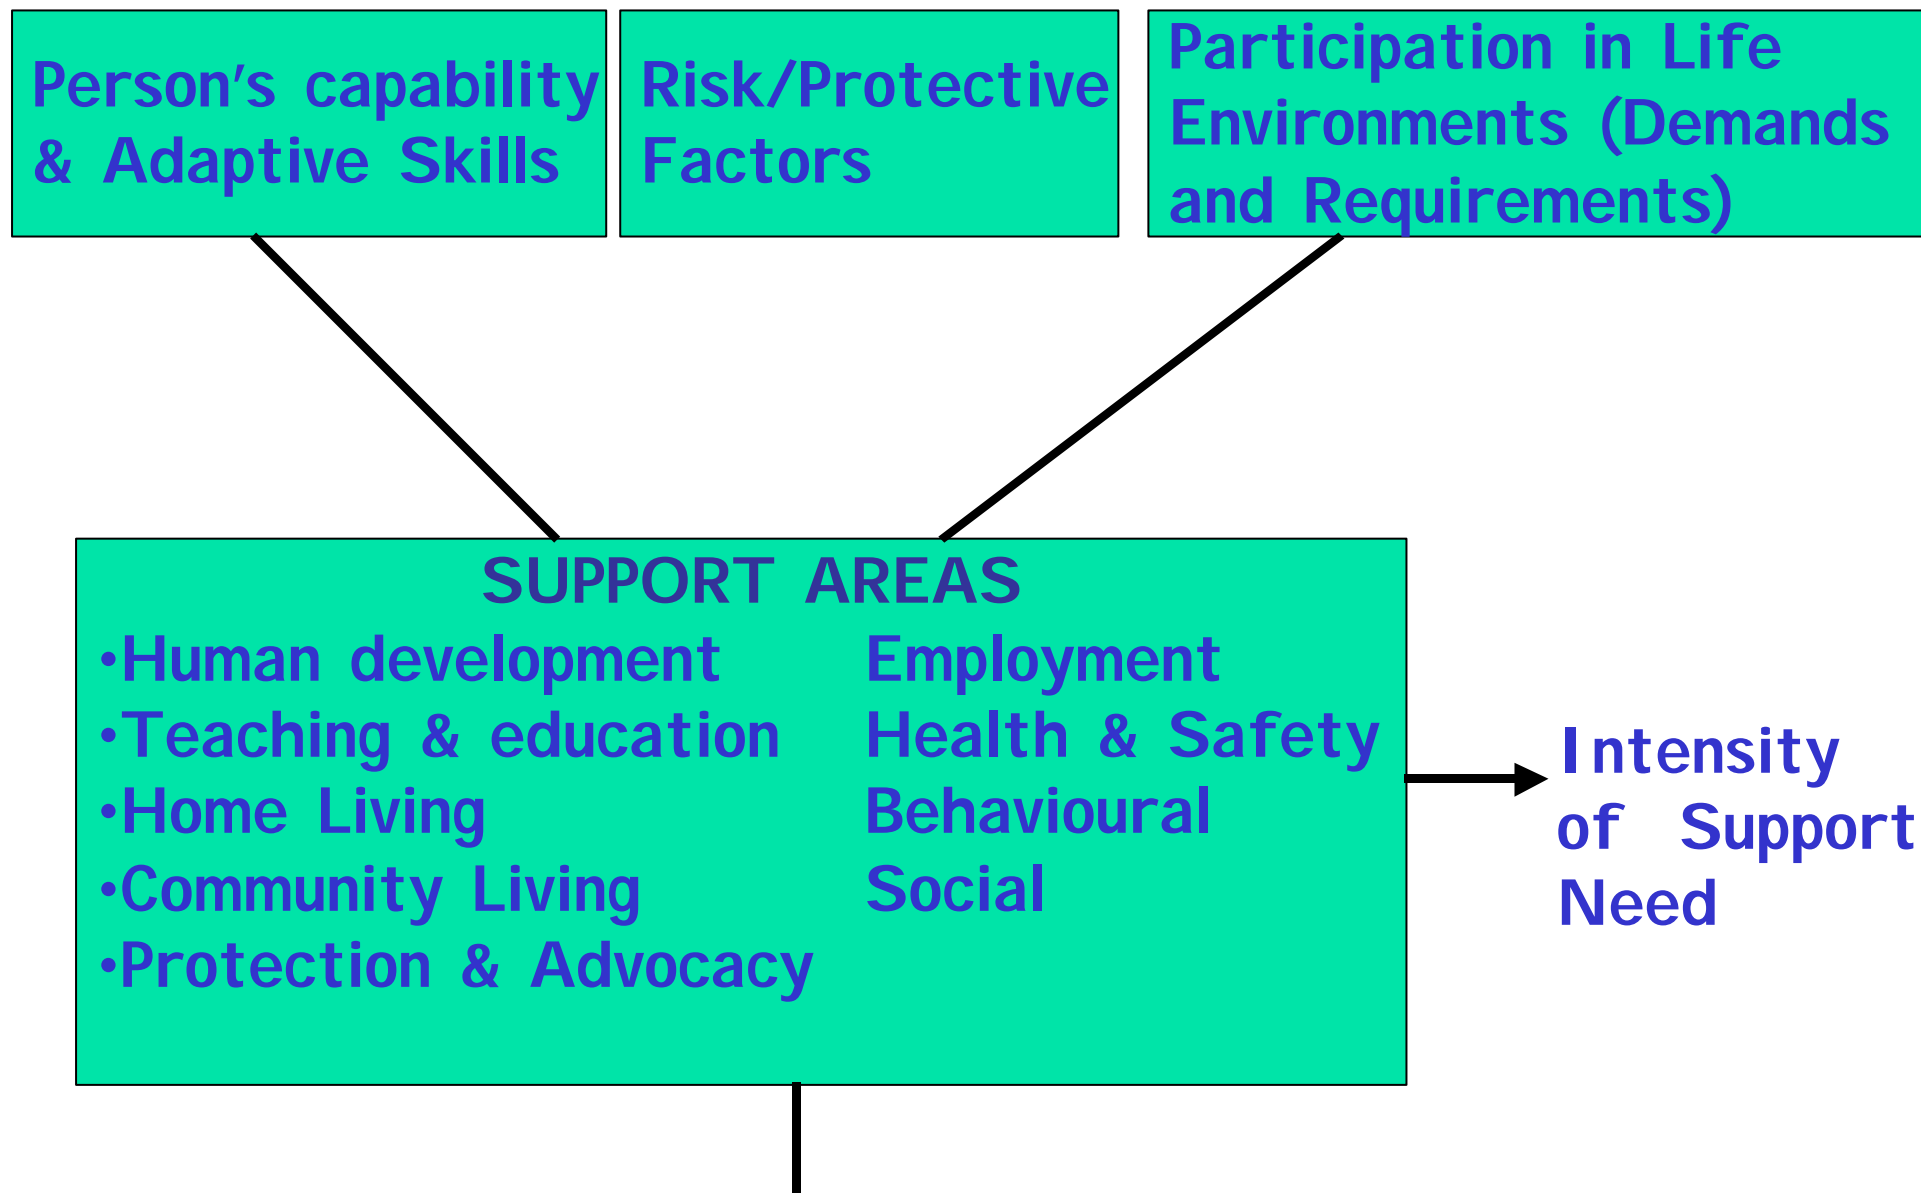 Person's capability
& Adaptive Skills
Risk/Protective
Factors
Participation in Life
Environments (Demands
and Requirements)
SUPPORT AREAS
•Human development
•Teaching & education
•Home Living
•Community Living
•Protection & Advocacy
Employment
Health & Safety
Behavioural
Social
Intensity
of Support
Need